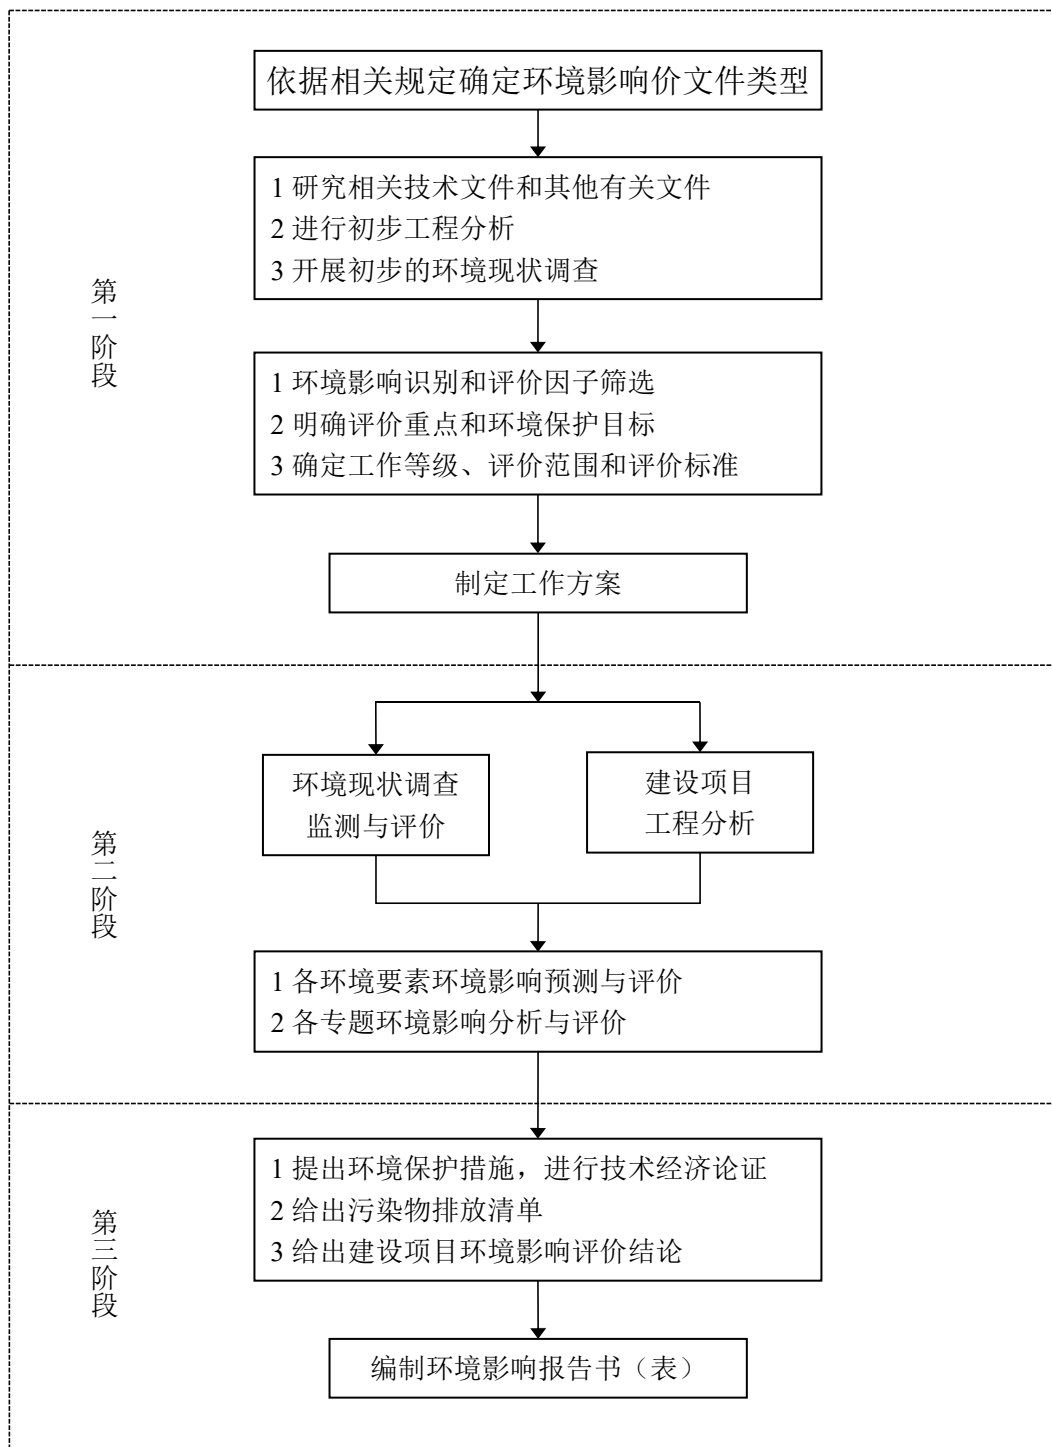 依据相关规定确定环境影响价文件类型
1 研究相关技术文件和其他有关文件
2 进行初步工程分析
3 开展初步的环境现状调查
第一阶段
1 环境影响识别和评价因子筛选
2 明确评价重点和环境保护目标
3 确定工作等级、评价范围和评价标准
制定工作方案
环境现状调查
监测与评价
建设项目
工程分析
第二阶段
1 各环境要素环境影响预测与评价
2 各专题环境影响分析与评价
1 提出环境保护措施，进行技术经济论证
2 给出污染物排放清单
3 给出建设项目环境影响评价结论
第三阶段
编制环境影响报告书（表）